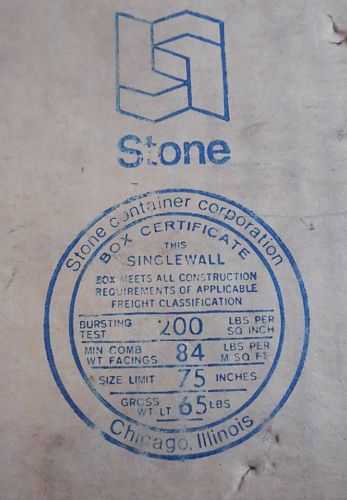 Stone
Stone container corporation
BOX CERTIFICATE
THIS
SINGLEWALL
BOX MEETS ALL CONSTRUCTION
REQUIREMENTS OF APPLICABLE
FREIGHT CLASSIFICATION
BURSTING TEST 200 LBS PER SQ INCH
MIN COMB WT FACINGS 84 LBS PER M SQ FT
SIZE LIMIT 75 INCHES
GROSS WT LT 65 LBS
Chicago, Illinois